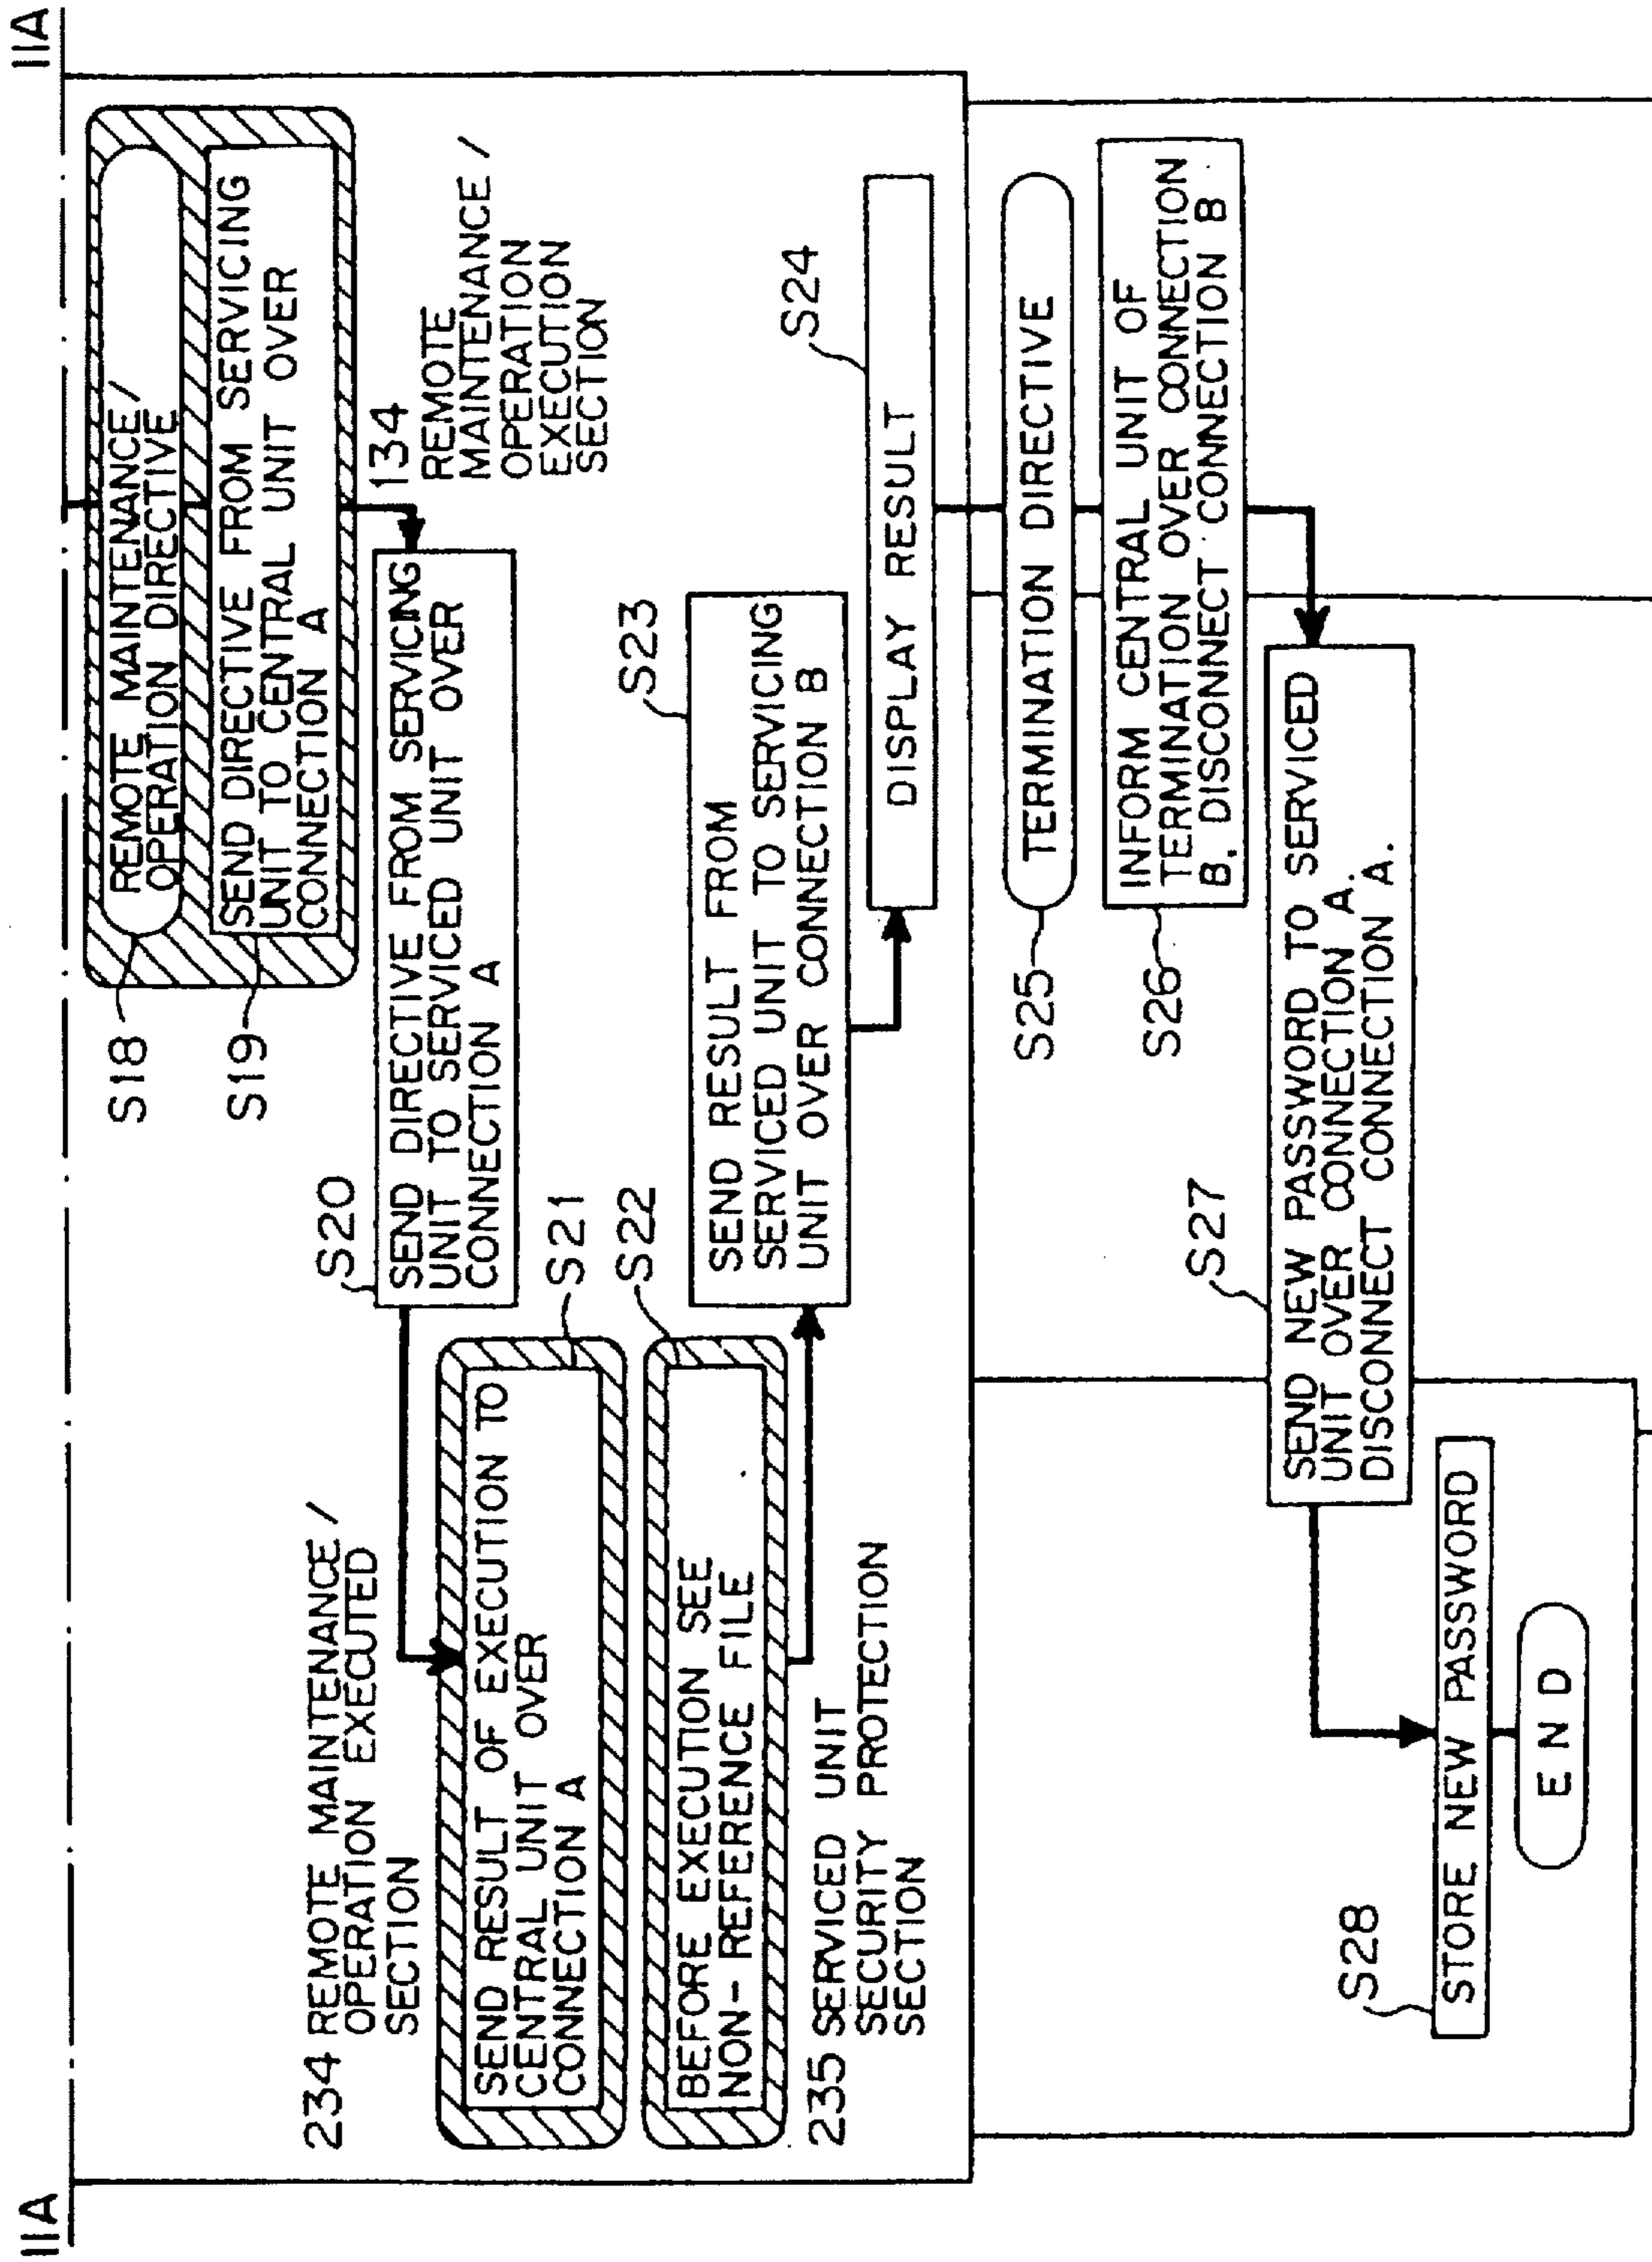 11A
11A
REMOTE MAINTENANCE/
OPERATION DIRECTIVE
S18
SEND DIRECTIVE FROM SERVICING
UNIT TO CENTRAL UNIT OVER
CONNECTION A
S19
134
REMOTE
MAINTENANCE /
OPERATION
EXECUTION
SECTION
S20
SEND DIRECTIVE FROM SERVICING
UNIT TO SERVICED UNIT OVER
CONNECTION A
234 REMOTE MAINTENANCE /
OPERATION EXECUTED
SECTION
SEND RESULT OF EXECUTION TO
CENTRAL UNIT OVER
CONNECTION A
S21
S22
BEFORE EXECUTION SEE
NON-REFERENCE FILE
235 SERVICED UNIT
SECURITY PROTECTION
SECTION
S23
SEND RESULT FROM
SERVICED UNIT TO SERVICING
UNIT OVER CONNECTION B
S24
DISPLAY RESULT
S25
TERMINATION DIRECTIVE
S26
INFORM CENTRAL UNIT OF
TERMINATION OVER CONNECTION
B. DISCONNECT CONNECTION B
S27
SEND NEW PASSWORD TO SERVICED
UNIT OVER CONNECTION A.
DISCONNECT CONNECTION A.
S28
STORE NEW PASSWORD
END